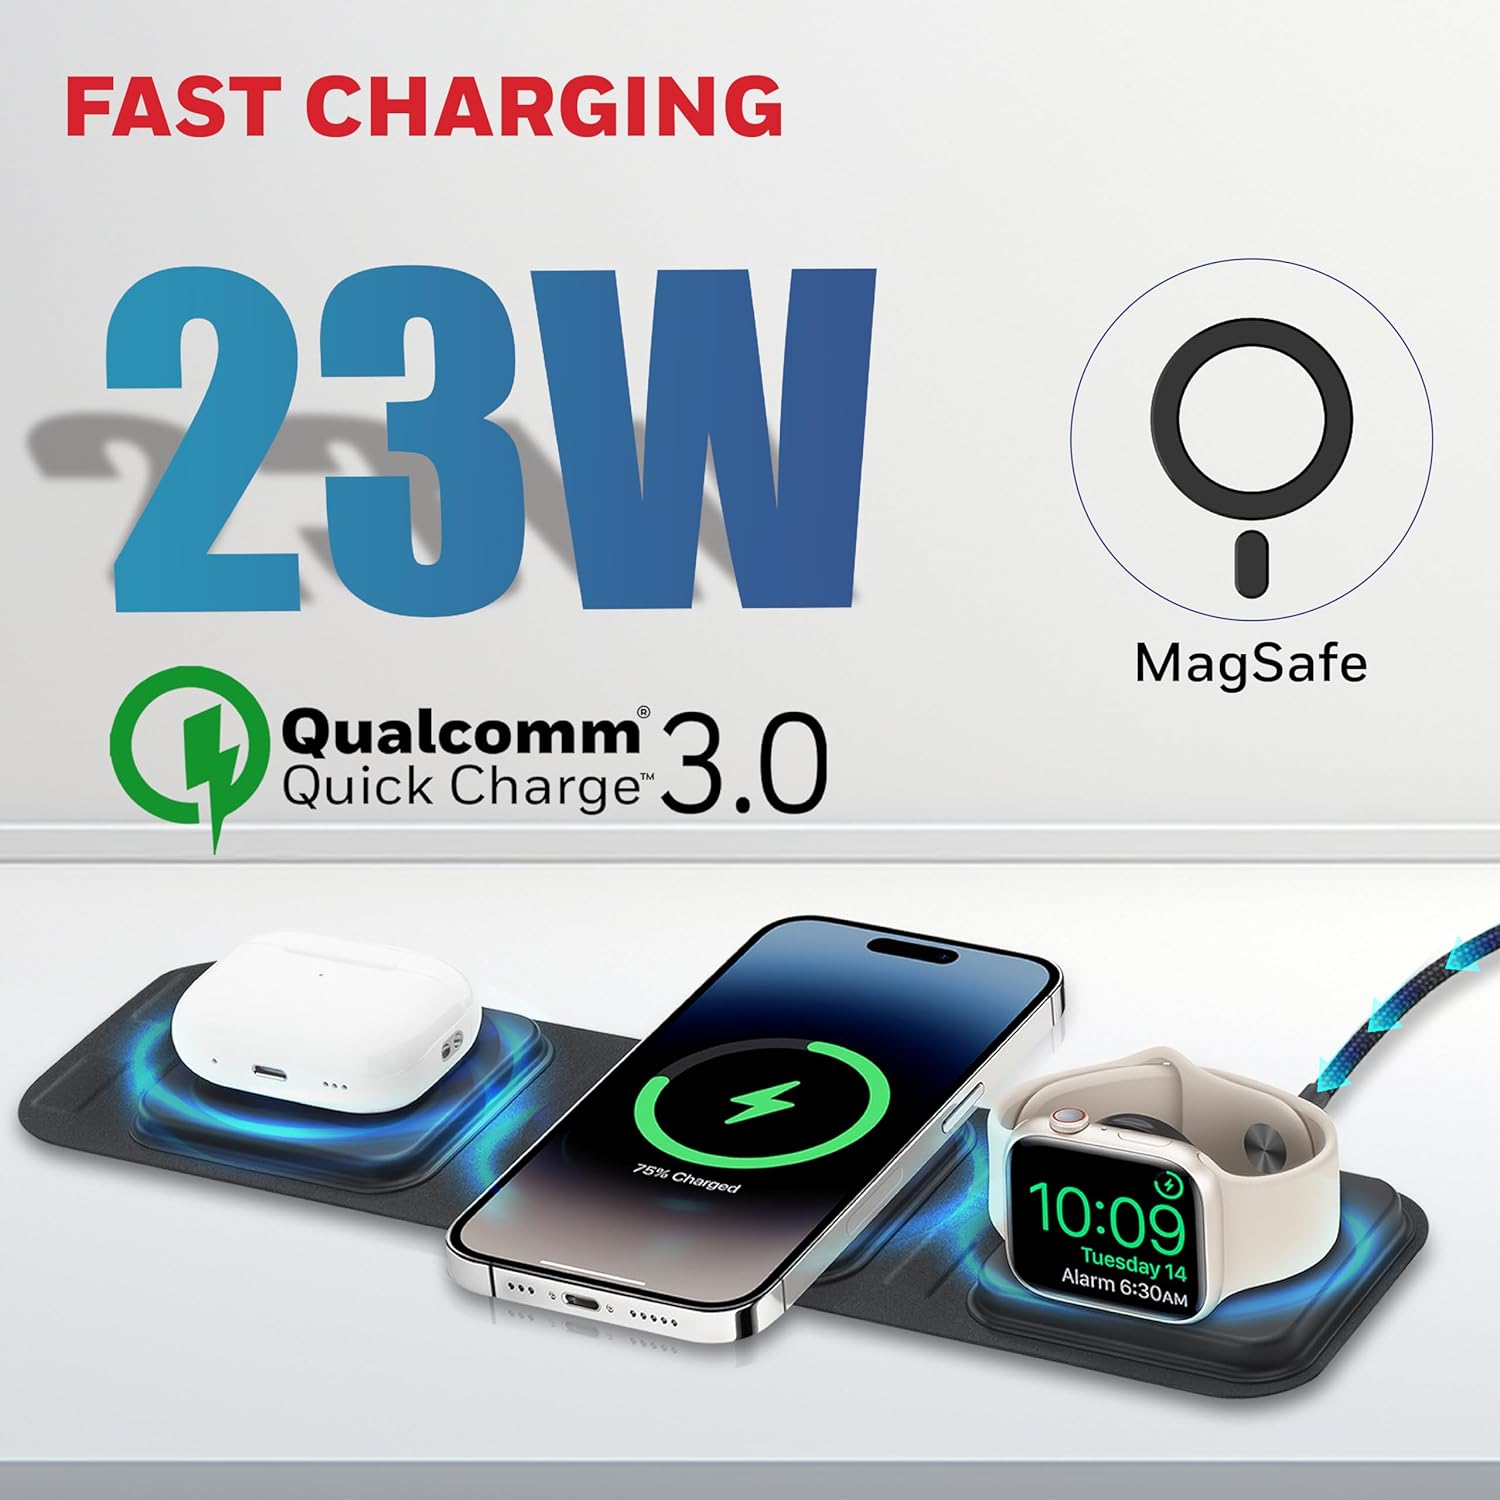 FAST CHARGING
23W
MagSafe
Qualcomm® 3.0
Quick Charge™
75% Charged
10:09
Tuesday 14
Alarm 6:30AM